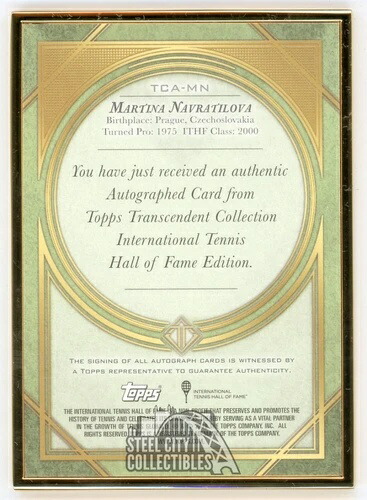 TCA-MN
MARTINA NAVRATILOVA
Birthplace: Prague, Czechoslovakia
Turned Pro: 1975 ITHF Class: 2000
You have just received an authentic
Autographed Card from
Topps Transcendent Collection
International Tennis
Hall of Fame Edition.
THE SIGNING OF ALL AUTOGRAPH CARDS IS WITNESSED BY
A TOPPS REPRESENTATIVE TO GUARANTEE AUTHENTICITY.
Topps
INTERNATIONAL
TENNIS HALL OF FAME
THE INTERNATIONAL TENNIS HALL OF FAME THAT PRESERVES AND PROMOTES THE
HISTORY OF TENNIS AND SERVING AS A VITAL PARTNER
IN THE GROWTH OF TOPPS COMPANY, INC. ALL
RIGHTS RESERVED OF THE TOPPS COMPANY.
STEEL CITY
COLLECTIBLES